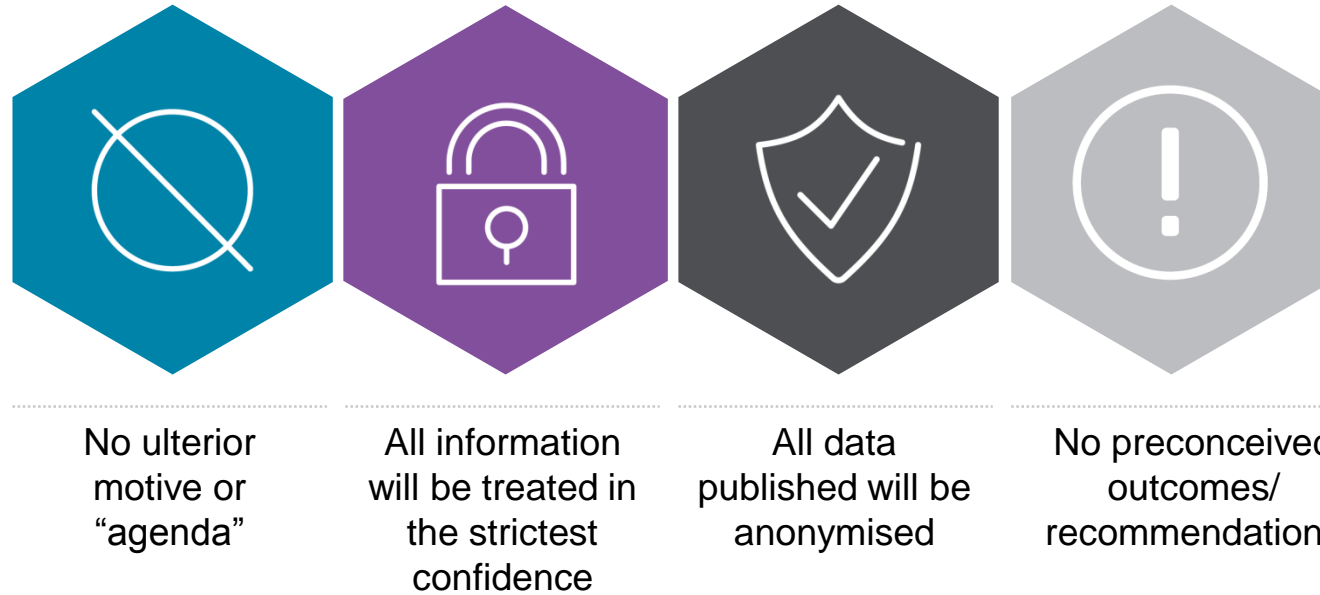 No ulterior
motive or
“agenda”
All information
will be treated in
the strictest
confidence
All data
published will be
anonymised
No preconceived
outcomes/
recommendation